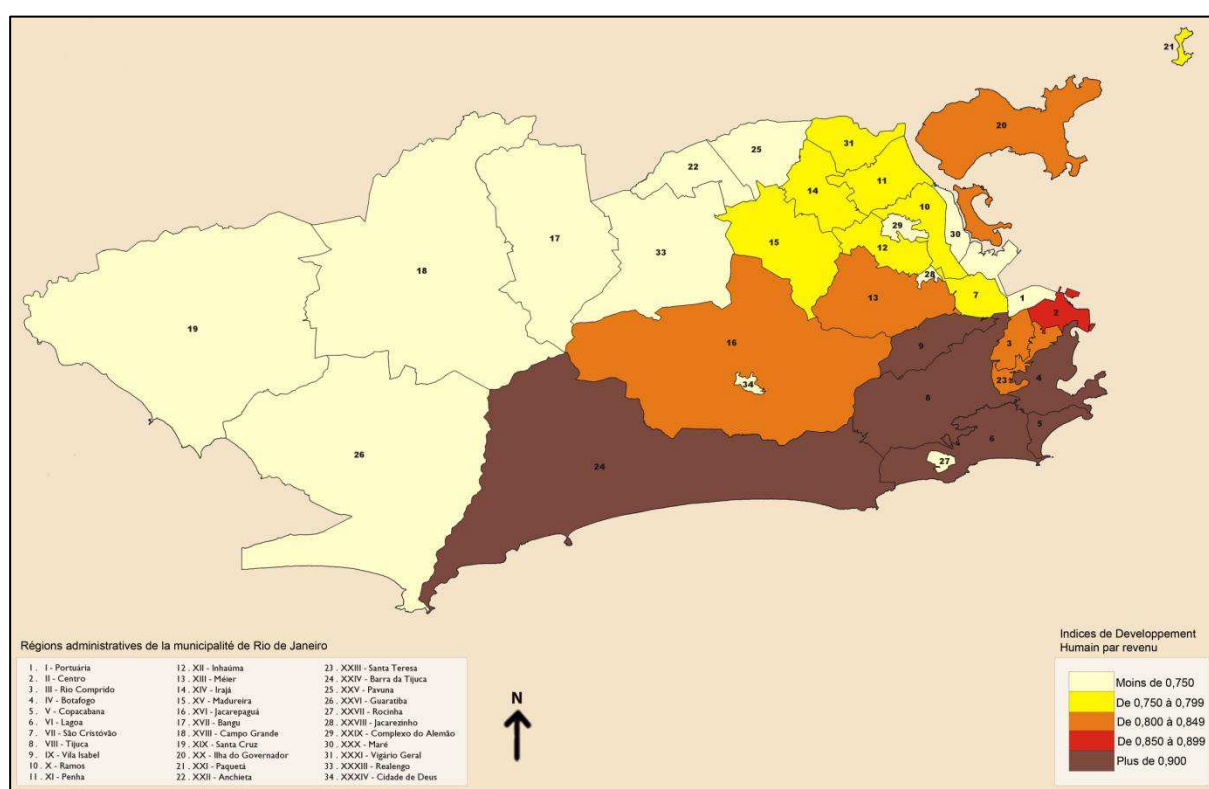 21
20
31
25
22
14
11
10
30
29
17
15
12
33
18
28
13
7
1
2
19
9
3
16
34
23
4
8
5
6
26
24
27
Régions administratives de la municipalité de Rio de Janeiro
1 . I - Portuária
2 . II - Centro
3 . III - Rio Comprido
4 . IV - Botafogo
5 . V - Copacabana
6 . VI - Lagoa
7 . VII - São Cristóvão
8 . VIII - Tijuca
9 . IX - Vila Isabel
10 . X - Ramos
11 . XI - Penha
12 . XII - Inhaúma
13 . XIII - Méier
14 . XIV - Irajá
15 . XV - Madureira
16 . XVI - Jacarepaguá
17 . XVII - Bangu
18 . XVIII - Campo Grande
19 . XIX - Santa Cruz
20 . XX - Ilha do Governador
21 . XXI - Paquetá
22 . XXII - Anchieta
23 . XXIII - Santa Teresa
24 . XXIV - Barra da Tijuca
25 . XXV - Pavuna
26 . XXVI - Guaratiba
27 . XXVII - Rocinha
28 . XXVIII - Jacarezinho
29 . XXIX - Complexo do Alemão
30 . XXX - Maré
31 . XXXI - Vigário Geral
33 . XXXIII - Realengo
34 . XXXIV - Cidade de Deus
N
Indices de Developpement
Humain par revenu
Moins de 0,750
De 0,750 à 0,799
De 0,800 à 0,849
De 0,850 à 0,899
Plus de 0,900